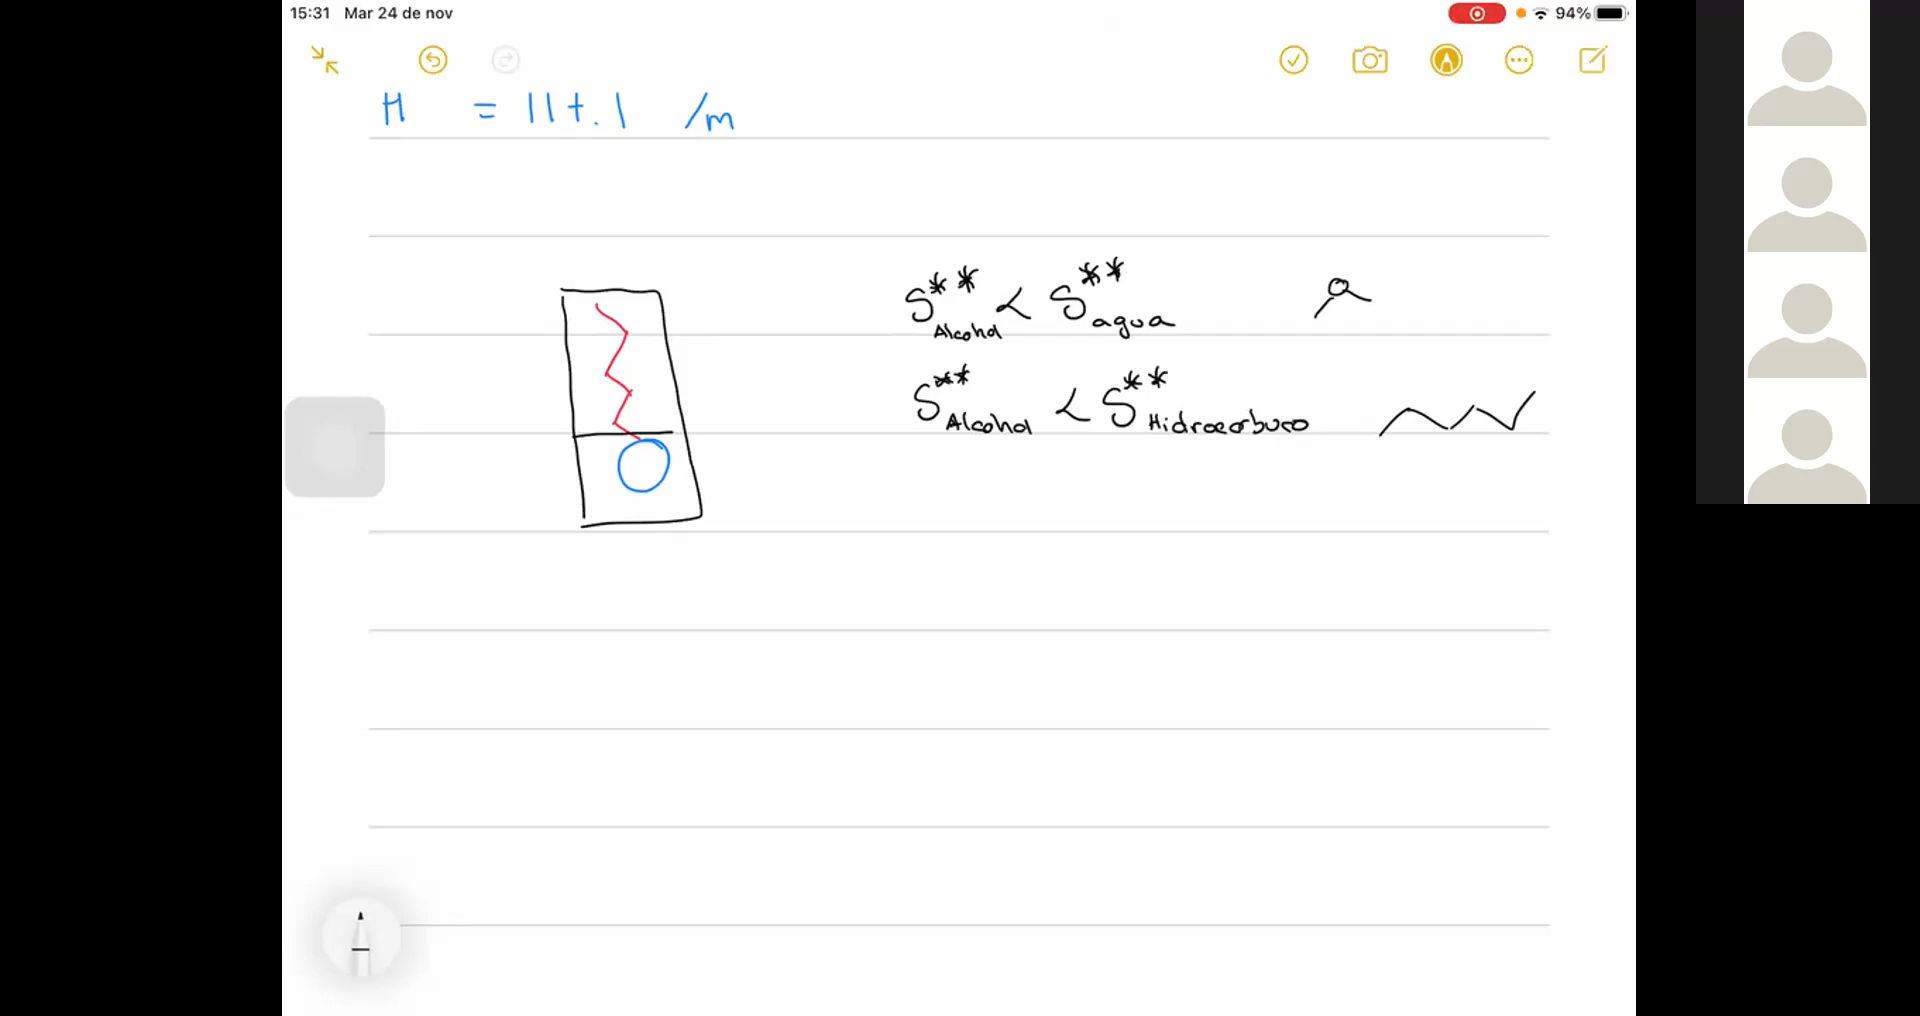 15:31 Mar 24 de nov 94%
H = 11+.1 /m
S** Alcohol < S** agua
S** Alcohol < S** Hidrocarburo